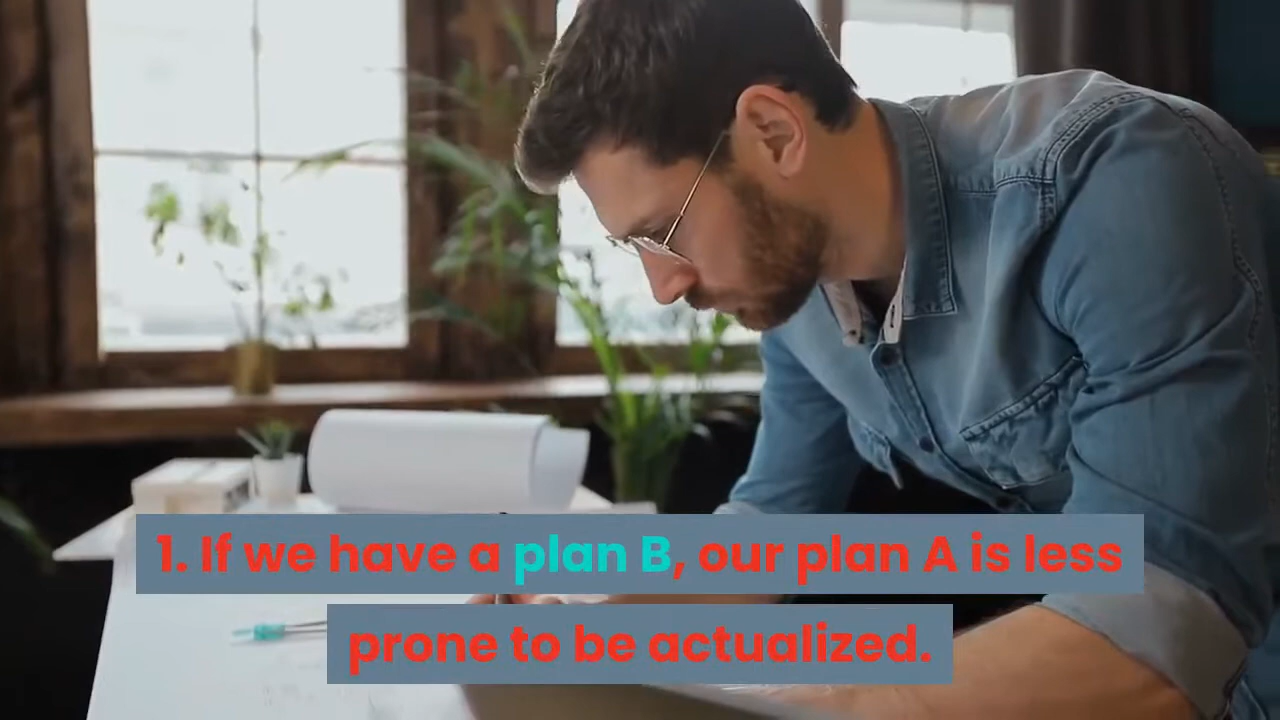 1. If we have a plan B, our plan A is less
prone to be actualized.